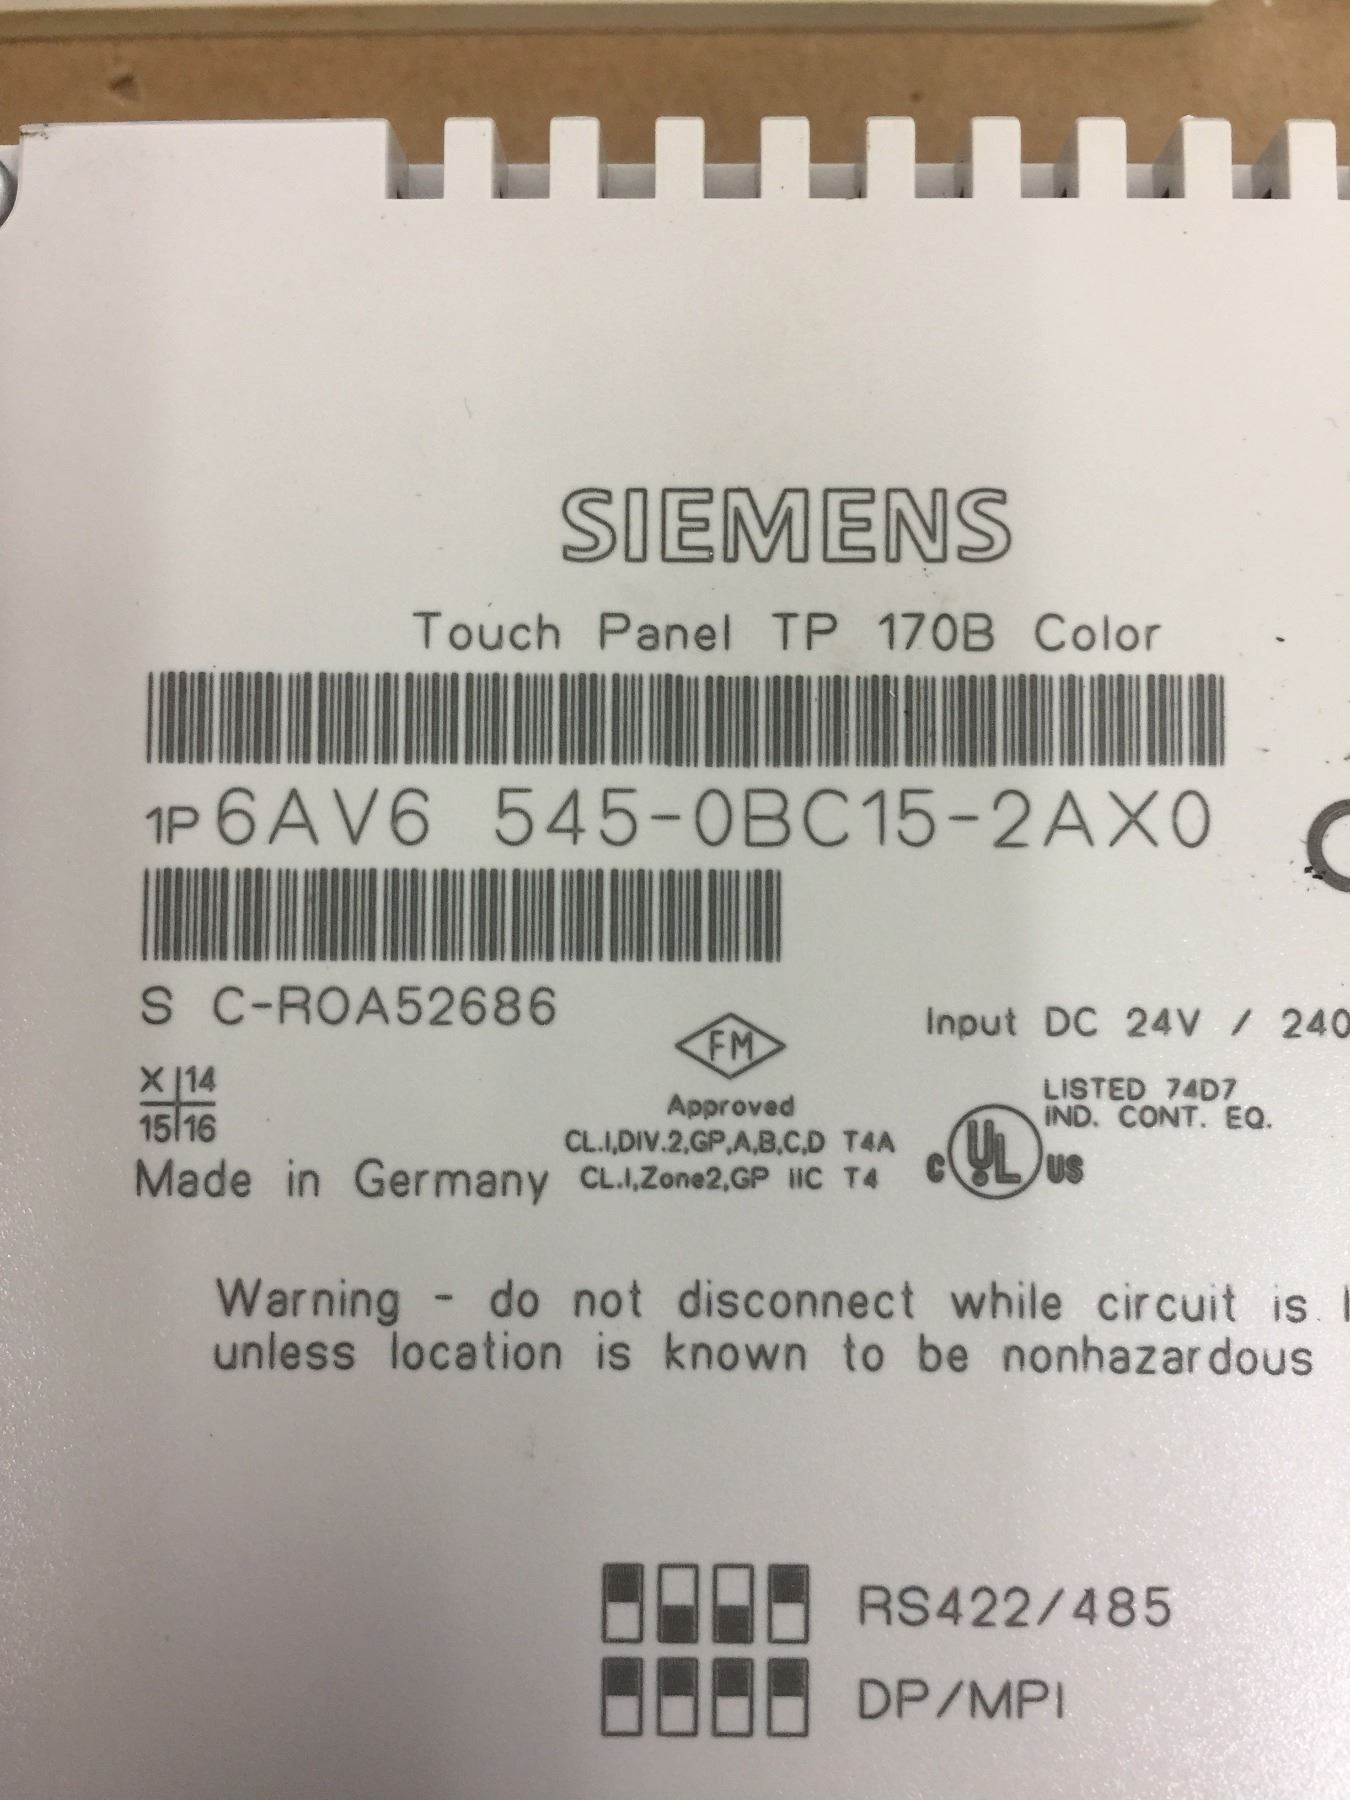 SIEMENS
Touch Panel TP 170B Color
1P 6AV6 545-0BC15-2AX0
S C-ROA52686
Input DC 24V / 240
X 14
15 16
FM
Approved
CL.I,DIV.2,GP,A,B,C,D T4A
CL.I,Zone2,GP IIC T4
LISTED 74D7
IND. CONT. EQ.
C UL US
Made in Germany
Warning - do not disconnect while circuit is
unless location is known to be nonhazardous
RS422/485
DP/MPI